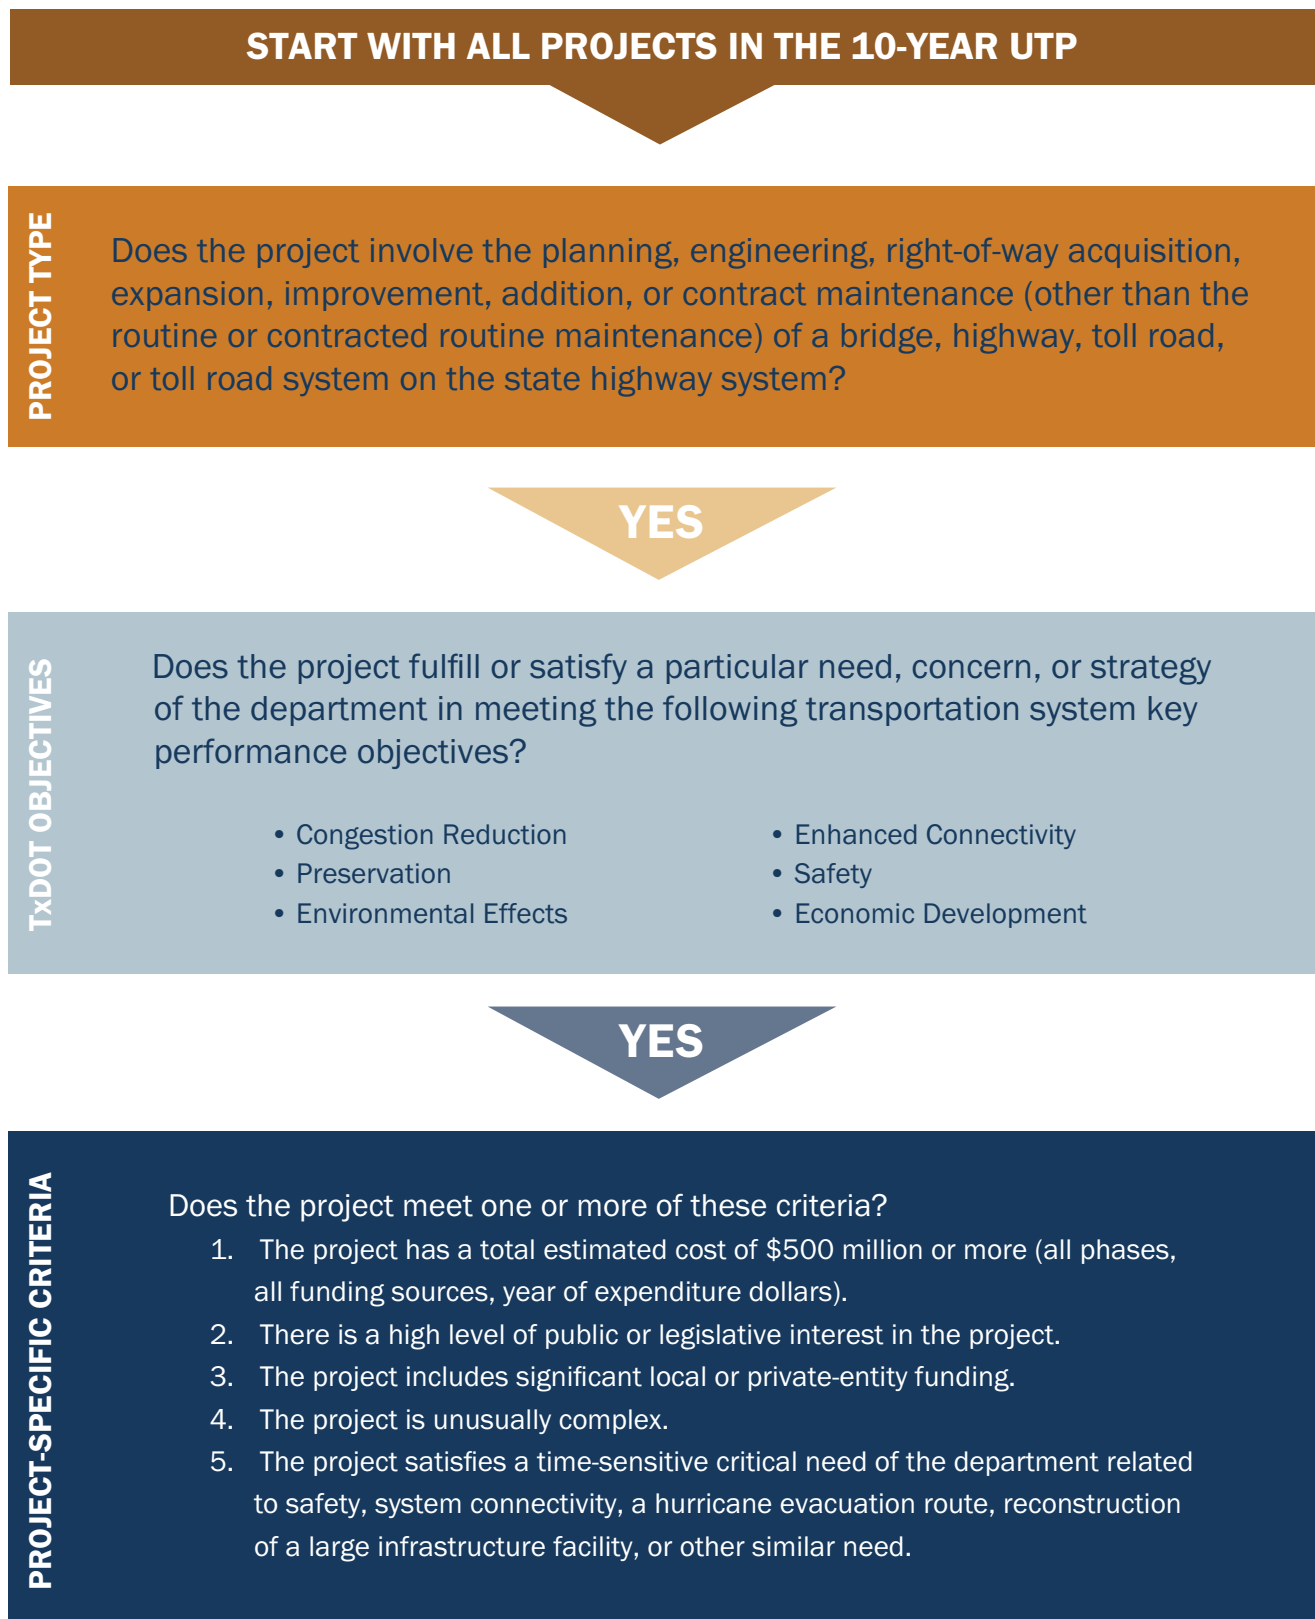 START WITH ALL PROJECTS IN THE 10-YEAR UTP
PROJECT TYPE
Does the project involve the planning, engineering, right-of-way acquisition,
expansion, improvement, addition, or contract maintenance (other than the
routine or contracted routine maintenance) of a bridge, highway, toll road,
or toll road system on the state highway system?
YES
TxDOT OBJECTIVES
Does the project fulfill or satisfy a particular need, concern, or strategy
of the department in meeting the following transportation system key
performance objectives?
• Congestion Reduction
• Preservation
• Environmental Effects
• Enhanced Connectivity
• Safety
• Economic Development
YES
PROJECT-SPECIFIC CRITERIA
Does the project meet one or more of these criteria?
1. The project has a total estimated cost of $500 million or more (all phases,
all funding sources, year of expenditure dollars).
2. There is a high level of public or legislative interest in the project.
3. The project includes significant local or private-entity funding.
4. The project is unusually complex.
5. The project satisfies a time-sensitive critical need of the department related
to safety, system connectivity, a hurricane evacuation route, reconstruction
of a large infrastructure facility, or other similar need.